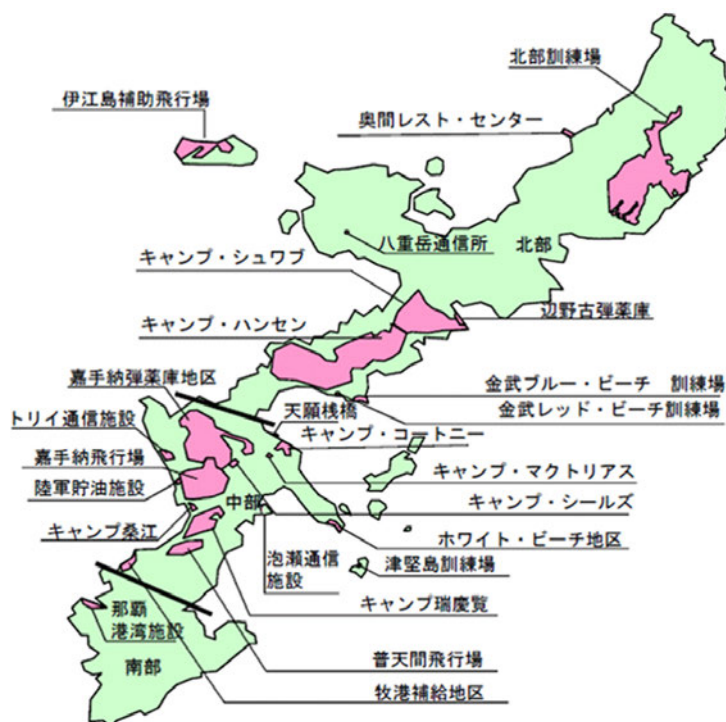 北部訓練場
伊江島補助飛行場
奥間レスト・センター
八重岳通信所
北部
キャンプ・シュワブ
辺野古弾薬庫
キャンプ・ハンセン
嘉手納弾薬庫地区
金武ブルー・ビーチ 訓練場
天願桟橋
金武レッド・ビーチ訓練場
トリイ通信施設
キャンプ・コートニー
嘉手納飛行場
キャンプ・マクトリアス
陸軍貯油施設
中部
キャンプ・シールズ
キャンプ桑江
ホワイト・ビーチ地区
泡瀬通信
施設
津堅島訓練場
那覇
港湾施設
キャンプ瑞慶覧
南部
普天間飛行場
牧港補給地区